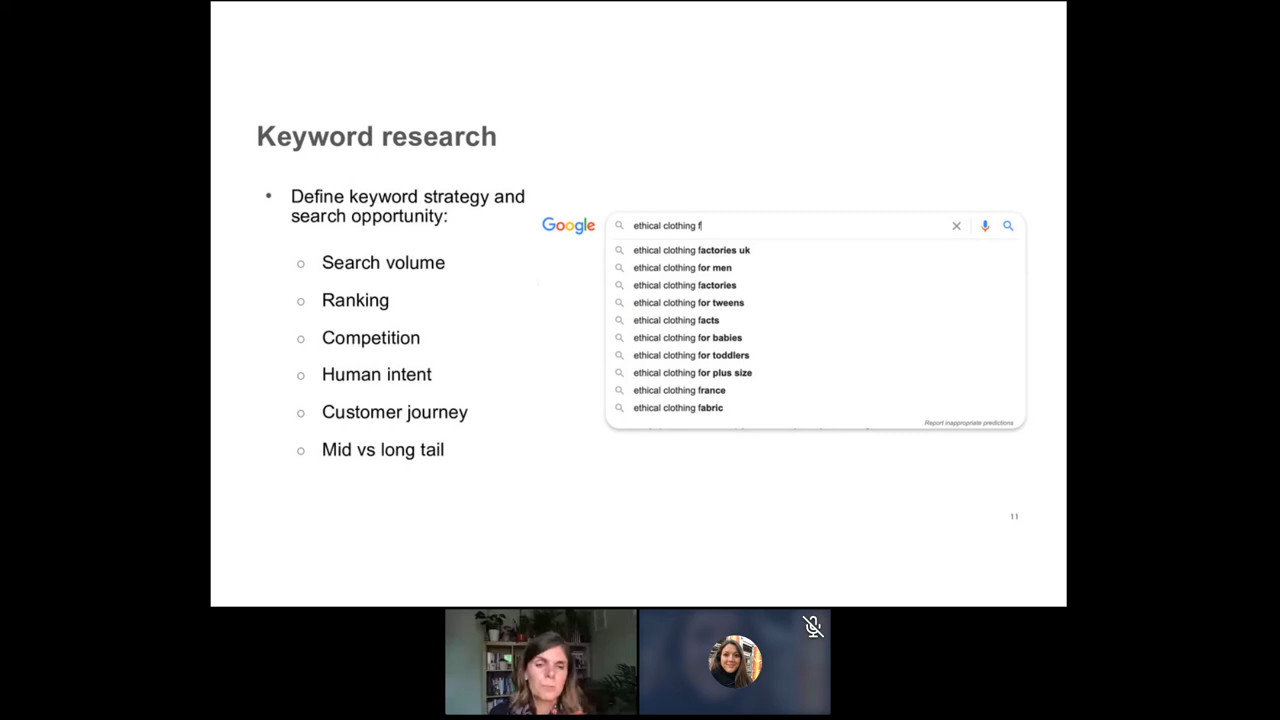 Keyword research
• Define keyword strategy and
search opportunity:
○ Search volume
○ Ranking
○ Competition
○ Human intent
○ Customer journey
○ Mid vs long tail
Google
ethical clothing f
ethical clothing factories uk
ethical clothing for men
ethical clothing factories
ethical clothing for tweens
ethical clothing facts
ethical clothing for babies
ethical clothing for toddlers
ethical clothing for plus size
ethical clothing france
ethical clothing fabric
Report inappropriate predictions
11